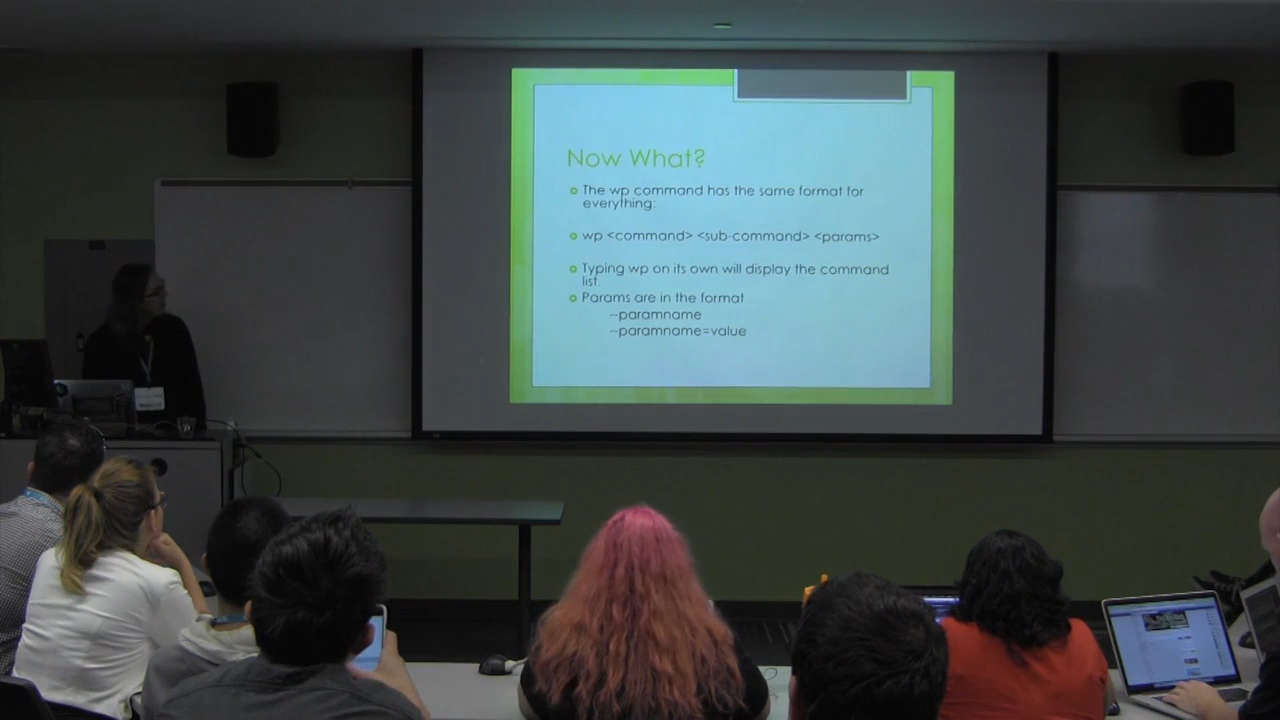 Now What?
The wp command has the same format for
everything:
wp <command> <sub-command> <params>
Typing wp on its own will display the command
list.
Params are in the format
--paramname
--paramname=value